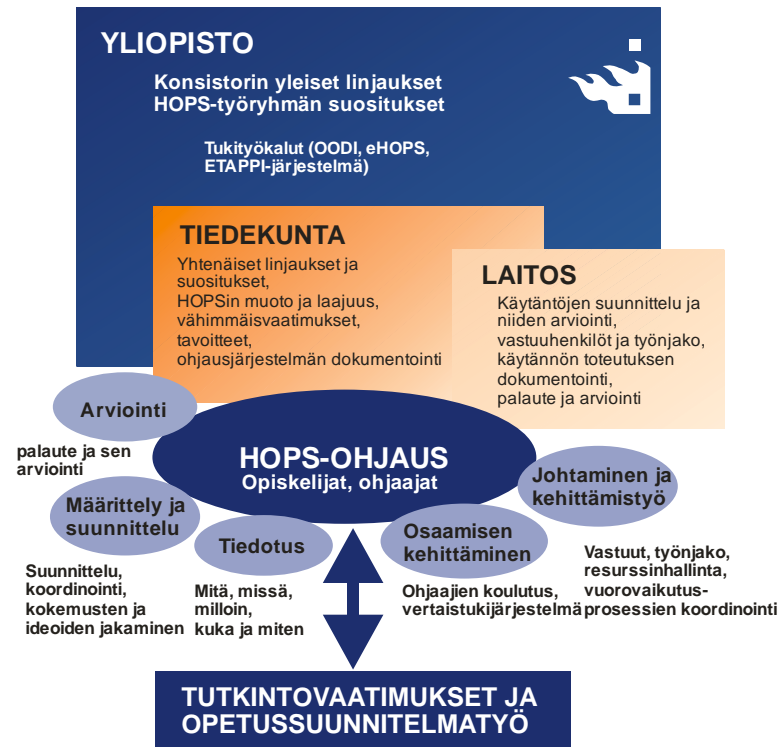 YLIOPISTO
Konsistorin yleiset linjaukset
HOPS-työryhmän suositukset
Tukityökalut (OODI, eHOPS,
ETAPPI-järjestelmä)
TIEDEKUNTA
Yhtenäiset linjaukset ja
suositukset,
HOPSin muoto ja laajuus,
vähimmäisvaatimukset,
tavoitteet,
ohjausjärjestelmän dokumentointi
LAITOS
Käytäntöjen suunnittelu ja
niiden arviointi,
vastuuhenkilöt ja työnjako,
käytännön toteutuksen
dokumentointi,
palaute ja arviointi
Arviointi
palaute ja sen
arviointi
HOPS-OHJAUS
Opiskelijat, ohjaajat
Määrittely ja
suunnittelu
Suunnittelu,
koordinointi,
kokemusten ja
ideoiden jakaminen
Tiedotus
Mitä, missä,
milloin,
kuka ja miten
Osaamisen
kehittäminen
Ohjaajien koulutus,
vertaistukijärjestelmä
Johtaminen ja
kehittämistyö
Vastuut, työnjako,
resurssinhallinta,
vuorovaikutus-
prosessien koordinointi
TUTKINTOVAATIMUKSET JA
OPETUSSUUNNITELMATYÖ